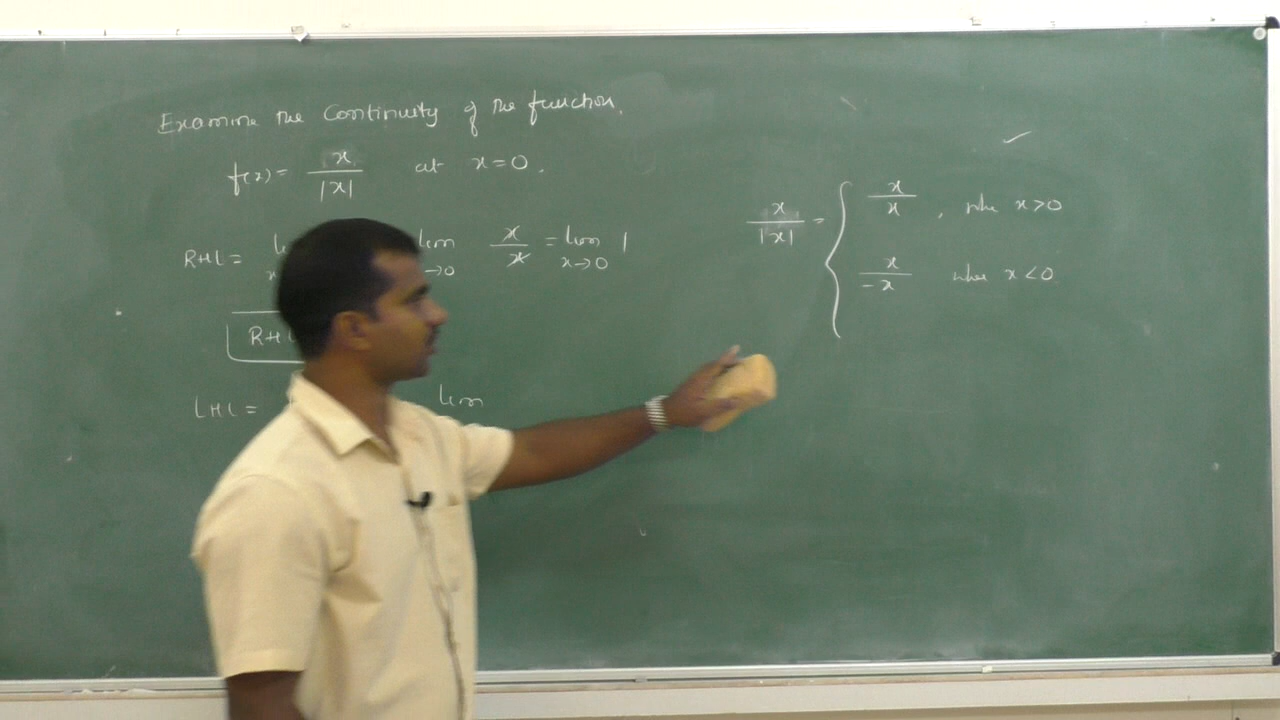 Examine the Continuity of the function.
f(x) = x / |x| at x = 0.
RHL = lim x→0 x / x = lim x→0 1
RHL
LHL = lim
x / |x| = { x / x , when x > 0
x / -x when x < 0